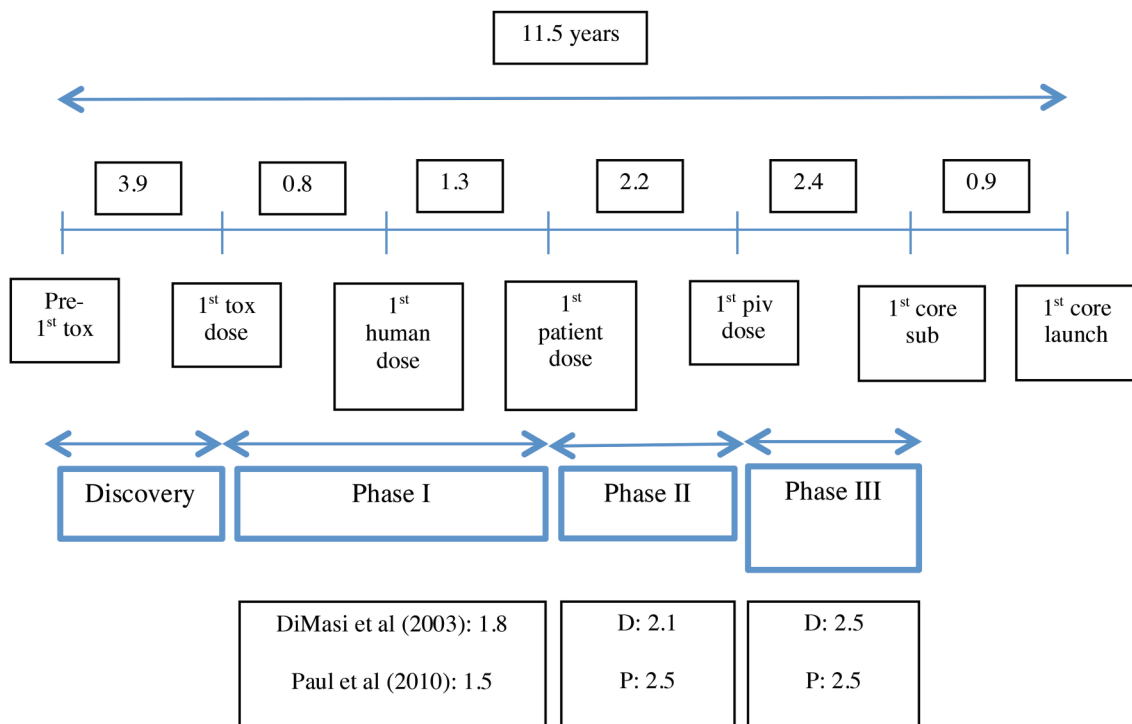 11.5 years
3.9
0.8
1.3
2.2
2.4
0.9
Pre-
1st tox
1st tox
dose
1st
human
dose
1st
patient
dose
1st piv
dose
1st core
sub
1st core
launch
Discovery
Phase I
Phase II
Phase III
DiMasi et al (2003): 1.8
Paul et al (2010): 1.5
D: 2.1
P: 2.5
D: 2.5
P: 2.5